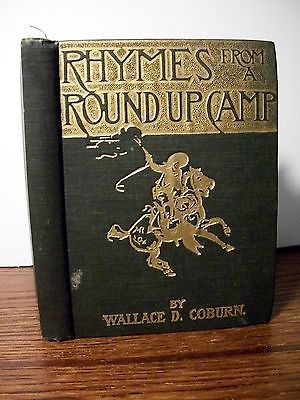 RHYMES FROM
A
ROUND UP CAMP
BY
WALLACE D. COBURN.